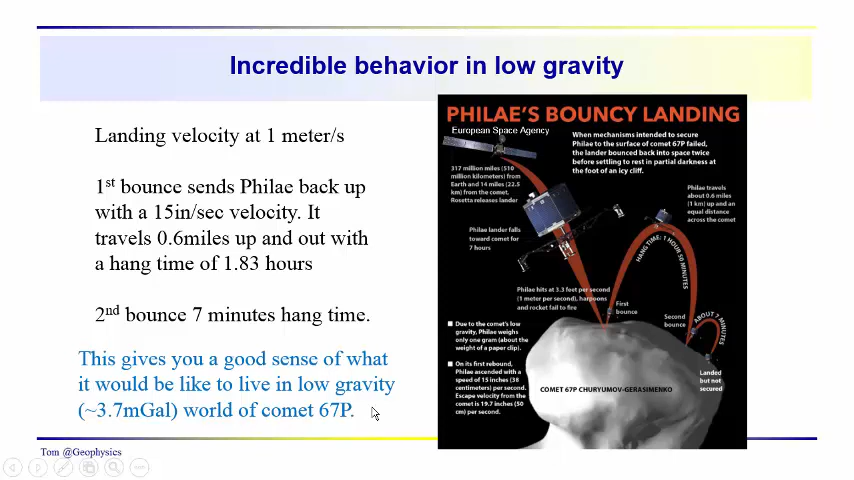 Incredible behavior in low gravity
Landing velocity at 1 meter/s
1st bounce sends Philae back up
with a 15in/sec velocity. It
travels 0.6miles up and out with
a hang time of 1.83 hours
2nd bounce 7 minutes hang time.
This gives you a good sense of what
it would be like to live in low gravity
(~3.7mGal) world of comet 67P.
PHILAE'S BOUNCY LANDING
European Space Agency
When mechanisms intended to secure
Philae to the surface of comet 67P failed,
the lander bounced back into space twice
before settling to rest in partial darkness at
the foot of an icy cliff.
317 million miles (510
million kilometers) from
Earth and 14 miles (22.5
km) from the comet,
Rosetta releases lander
Philae travels
about 0.6 miles
(1 km) up and an
equal distance
across the comet
Philae lander falls
toward comet for
7 hours
HANG TIME: 1 HOUR 50 MINUTES
Philae hits at 3.3 feet per second
(1 meter per second), harpoons
and rocket fail to fire
First
bounce
Second
bounce
ABOUT 7 MINUTES
Due to the comet's low
gravity, Philae weighs
only one gram (about the
weight of a paper clip).
On its first rebound,
Philae ascended with a
speed of 15 inches (38
centimeters) per second.
Escape velocity from the
comet is 19.7 inches (50
cm) per second.
Landed
but not
secured
COMET 67P CHURYUMOV-GERASIMENKO
Tom @Geophysics